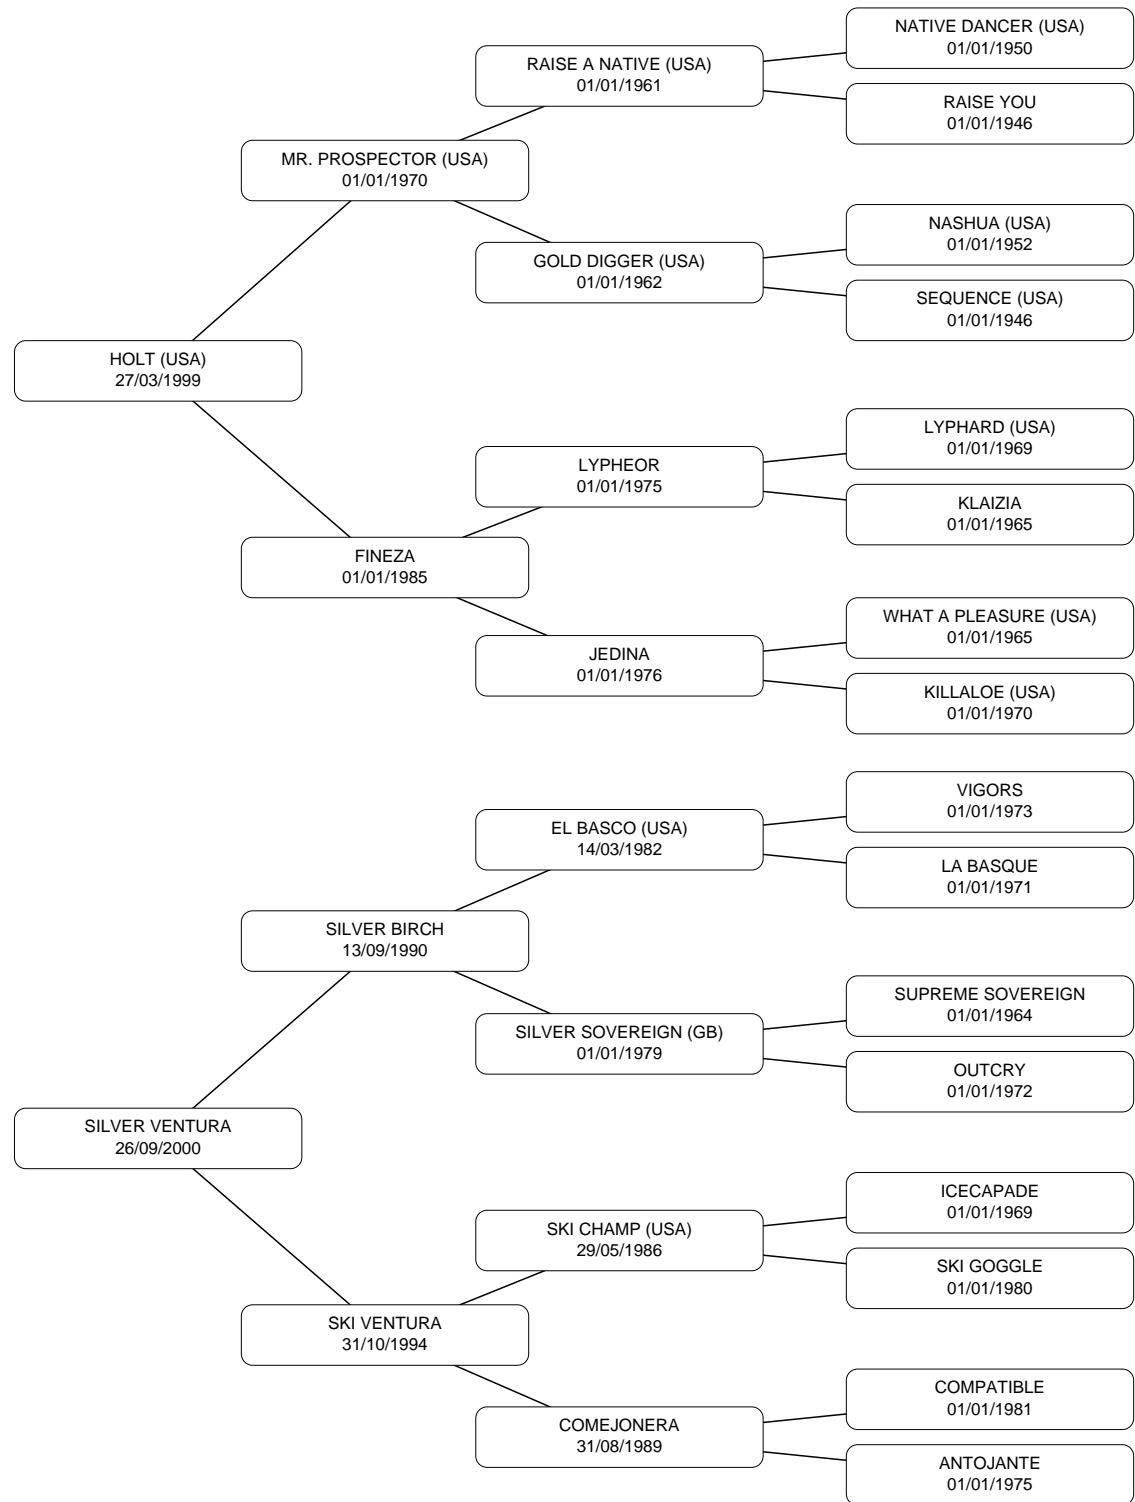 NATIVE DANCER (USA)
01/01/1950
RAISE A NATIVE (USA)
01/01/1961
RAISE YOU
01/01/1946
MR. PROSPECTOR (USA)
01/01/1970
NASHUA (USA)
01/01/1952
GOLD DIGGER (USA)
01/01/1962
SEQUENCE (USA)
01/01/1946
HOLT (USA)
27/03/1999
LYPHARD (USA)
01/01/1969
LYPHEOR
01/01/1975
KLAIZIA
01/01/1965
FINEZA
01/01/1985
WHAT A PLEASURE (USA)
01/01/1965
JEDINA
01/01/1976
KILLALOE (USA)
01/01/1970
VIGORS
01/01/1973
EL BASCO (USA)
14/03/1982
LA BASQUE
01/01/1971
SILVER BIRCH
13/09/1990
SUPREME SOVEREIGN
01/01/1964
SILVER SOVEREIGN (GB)
01/01/1979
OUTCRY
01/01/1972
SILVER VENTURA
26/09/2000
ICECAPADE
01/01/1969
SKI CHAMP (USA)
29/05/1986
SKI GOGGLE
01/01/1980
SKI VENTURA
31/10/1994
COMPATIBLE
01/01/1981
COMEJONERA
31/08/1989
ANTOJANTE
01/01/1975